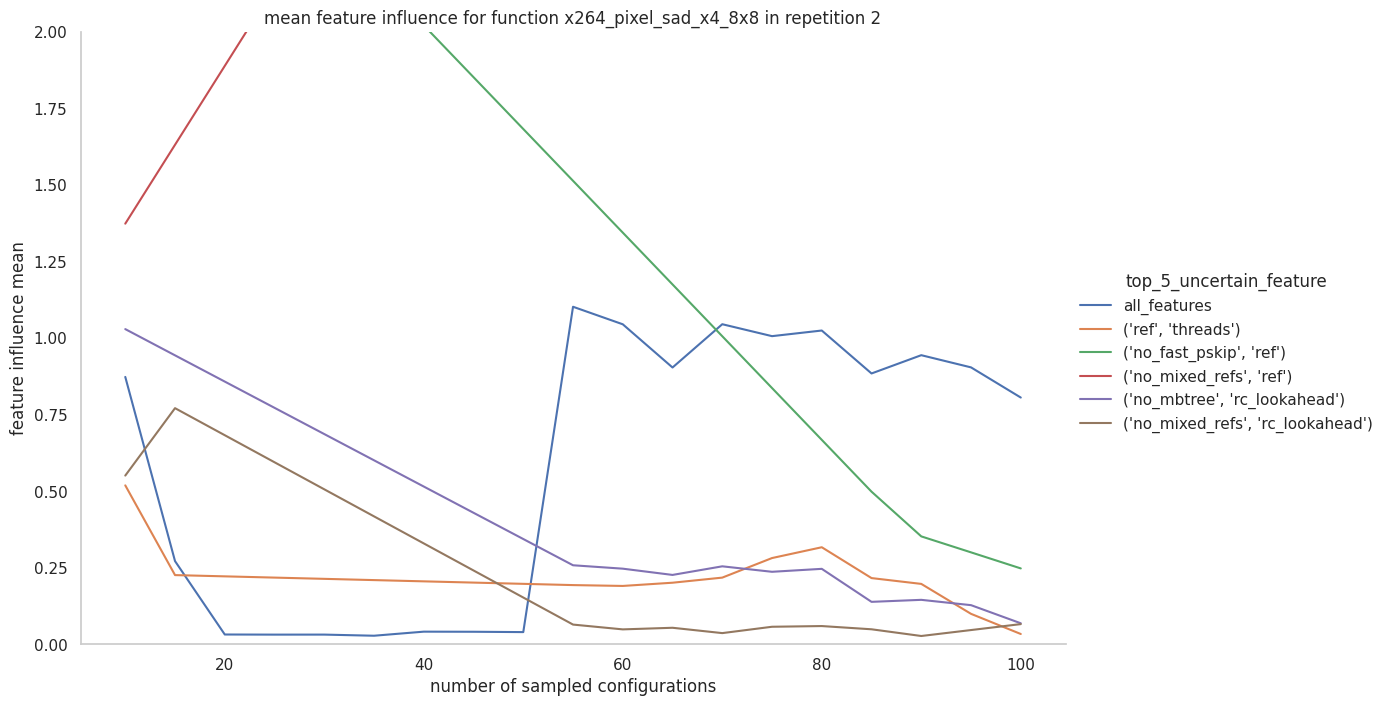 mean feature influence for function x264_pixel_sad_x4_8x8 in repetition 2
2.00
1.75
1.50
1.25
1.00
0.75
0.50
0.25
0.00
feature influence mean
20 40 60 80 100
number of sampled configurations
top_5_uncertain_feature
all_features
('ref', 'threads')
('no_fast_pskip', 'ref')
('no_mixed_refs', 'ref')
('no_mbtree', 'rc_lookahead')
('no_mixed_refs', 'rc_lookahead')